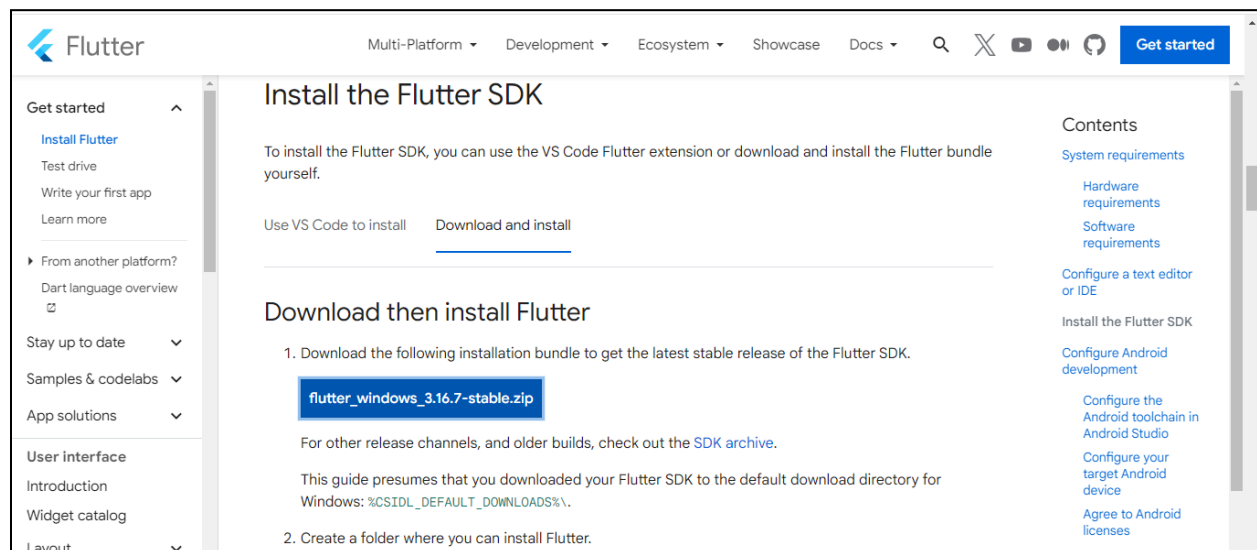 Flutter
Multi-Platform
Development
Ecosystem
Showcase
Docs
Get started
Get started
Install Flutter
Test drive
Write your first app
Learn more
From another platform?
Dart language overview
Stay up to date
Samples & codelabs
App solutions
User interface
Introduction
Widget catalog
Layout
Install the Flutter SDK
To install the Flutter SDK, you can use the VS Code Flutter extension or download and install the Flutter bundle
yourself.
Use VS Code to install
Download and install
Download then install Flutter
1. Download the following installation bundle to get the latest stable release of the Flutter SDK.
flutter_windows_3.16.7-stable.zip
For other release channels, and older builds, check out the SDK archive.
This guide presumes that you downloaded your Flutter SDK to the default download directory for
Windows: %CSIDL_DEFAULT_DOWNLOADS%\.
2. Create a folder where you can install Flutter.
Contents
System requirements
Hardware
requirements
Software
requirements
Configure a text editor
or IDE
Install the Flutter SDK
Configure Android
development
Configure the
Android toolchain in
Android Studio
Configure your
target Android
device
Agree to Android
licenses